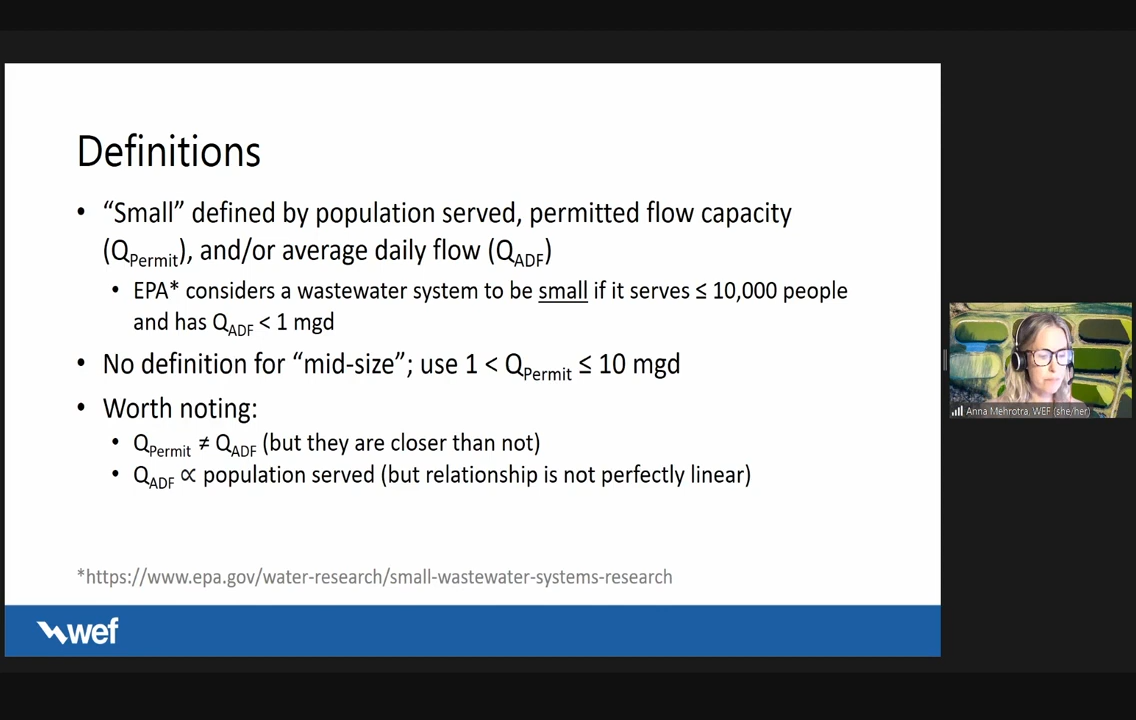 Definitions
• “Small” defined by population served, permitted flow capacity
(QPermit), and/or average daily flow (QADF)
• EPA* considers a wastewater system to be small if it serves ≤ 10,000 people
and has QADF < 1 mgd
• No definition for “mid-size”; use 1 < QPermit ≤ 10 mgd
• Worth noting:
• QPermit ≠ QADF (but they are closer than not)
• QADF ∝ population served (but relationship is not perfectly linear)
*https://www.epa.gov/water-research/small-wastewater-systems-research
wef
Anna Mehrotra, WEF (she/her)